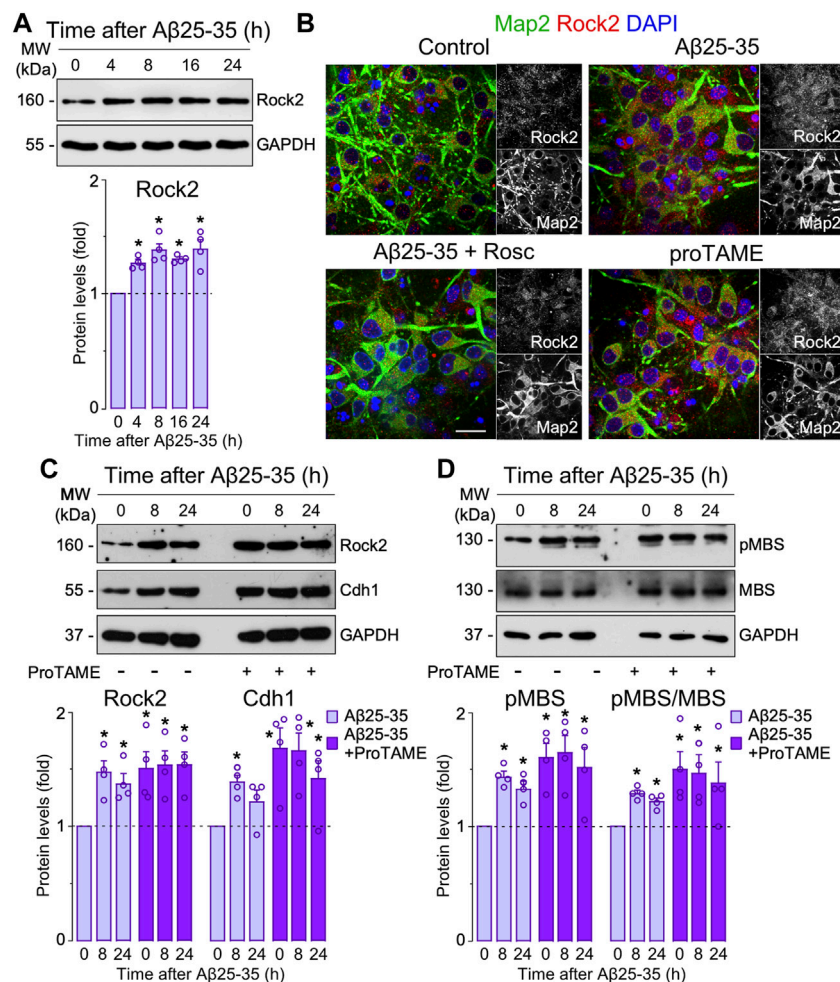 A
Time after Aβ25-35 (h)
MW
(kDa)
0 4 8 16 24
160 - Rock2
55 - GAPDH
Rock2
Protein levels (fold)
2
1
0
* * * *
0 4 8 16 24
Time after Aβ25-35 (h)
B
Map2 Rock2 DAPI
Control Aβ25-35
Rock2 Rock2
Map2 Map2
Aβ25-35 + Rosc proTAME
Rock2 Rock2
Map2 Map2
C
Time after Aβ25-35 (h)
MW
(kDa)
0 8 24 0 8 24
160 - Rock2
55 - Cdh1
37 - GAPDH
ProTAME - - - + + +
Rock2 Cdh1
Aβ25-35
Aβ25-35
+ProTAME
Protein levels (fold)
2
1
0
* * * * * * * * *
0 8 24 0 8 24 0 8 24 0 8 24
Time after Aβ25-35 (h)
D
Time after Aβ25-35 (h)
MW
(kDa)
0 8 24 0 8 24
130 - pMBS
130 - MBS
37 - GAPDH
- - - + + +
pMBS pMBS/MBS
Aβ25-35
Aβ25-35
+ProTAME
Protein levels (fold)
2
1
0
* * * * * * * * * *
0 8 24 0 8 24 0 8 24 0 8 24
Time after Aβ25-35 (h)